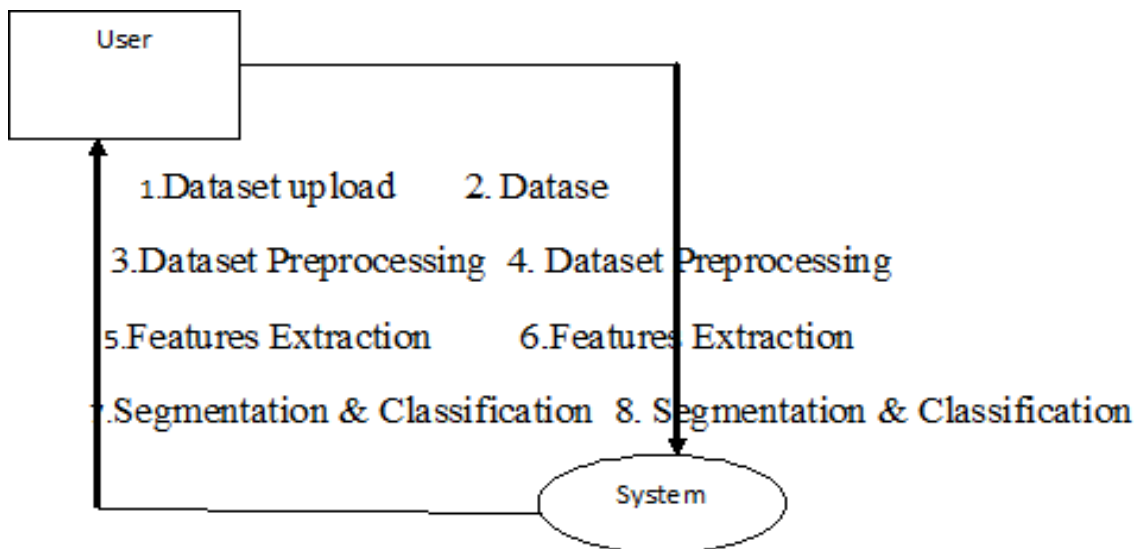 User
1.Dataset upload 2. Datase
3.Dataset Preprocessing 4. Dataset Preprocessing
5.Features Extraction 6.Features Extraction
7.Segmentation & Classification 8. Segmentation & Classification
System